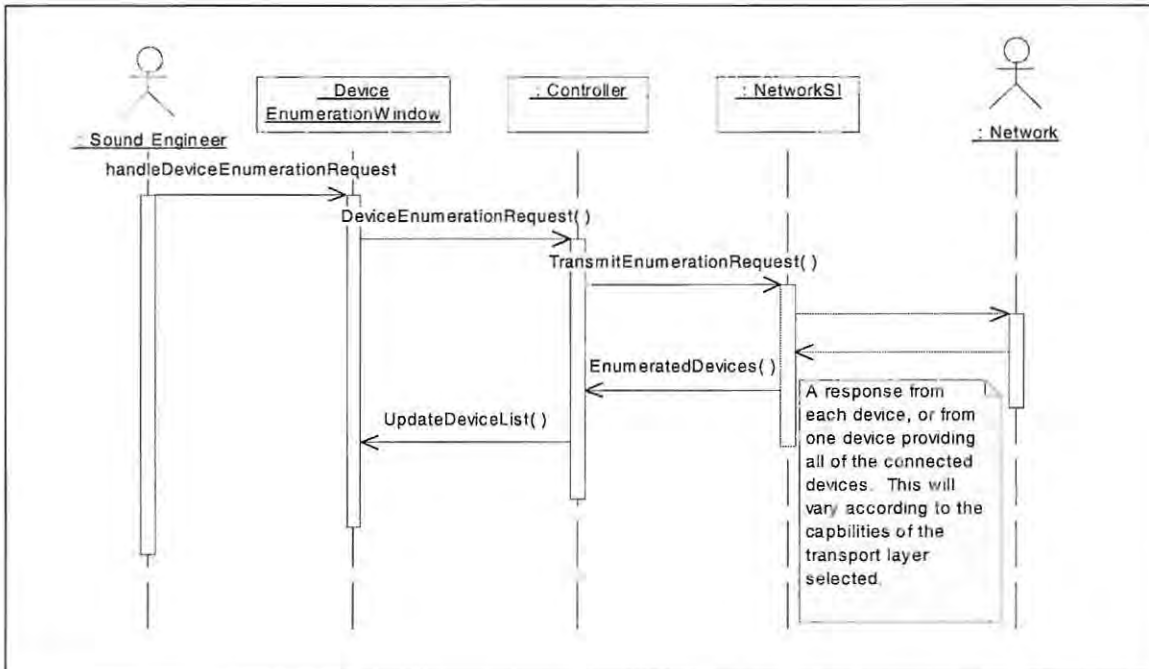 : Sound Engineer
: Device
EnumerationWindow
: Controller
: NetworkSI
: Network
handleDeviceEnumerationRequest
DeviceEnumerationRequest( )
TransmitEnumerationRequest( )
EnumeratedDevices( )
UpdateDeviceList( )
A response from
each device, or from
one device providing
all of the connected
devices. This will
vary according to the
capbilities of the
transport layer
selected.